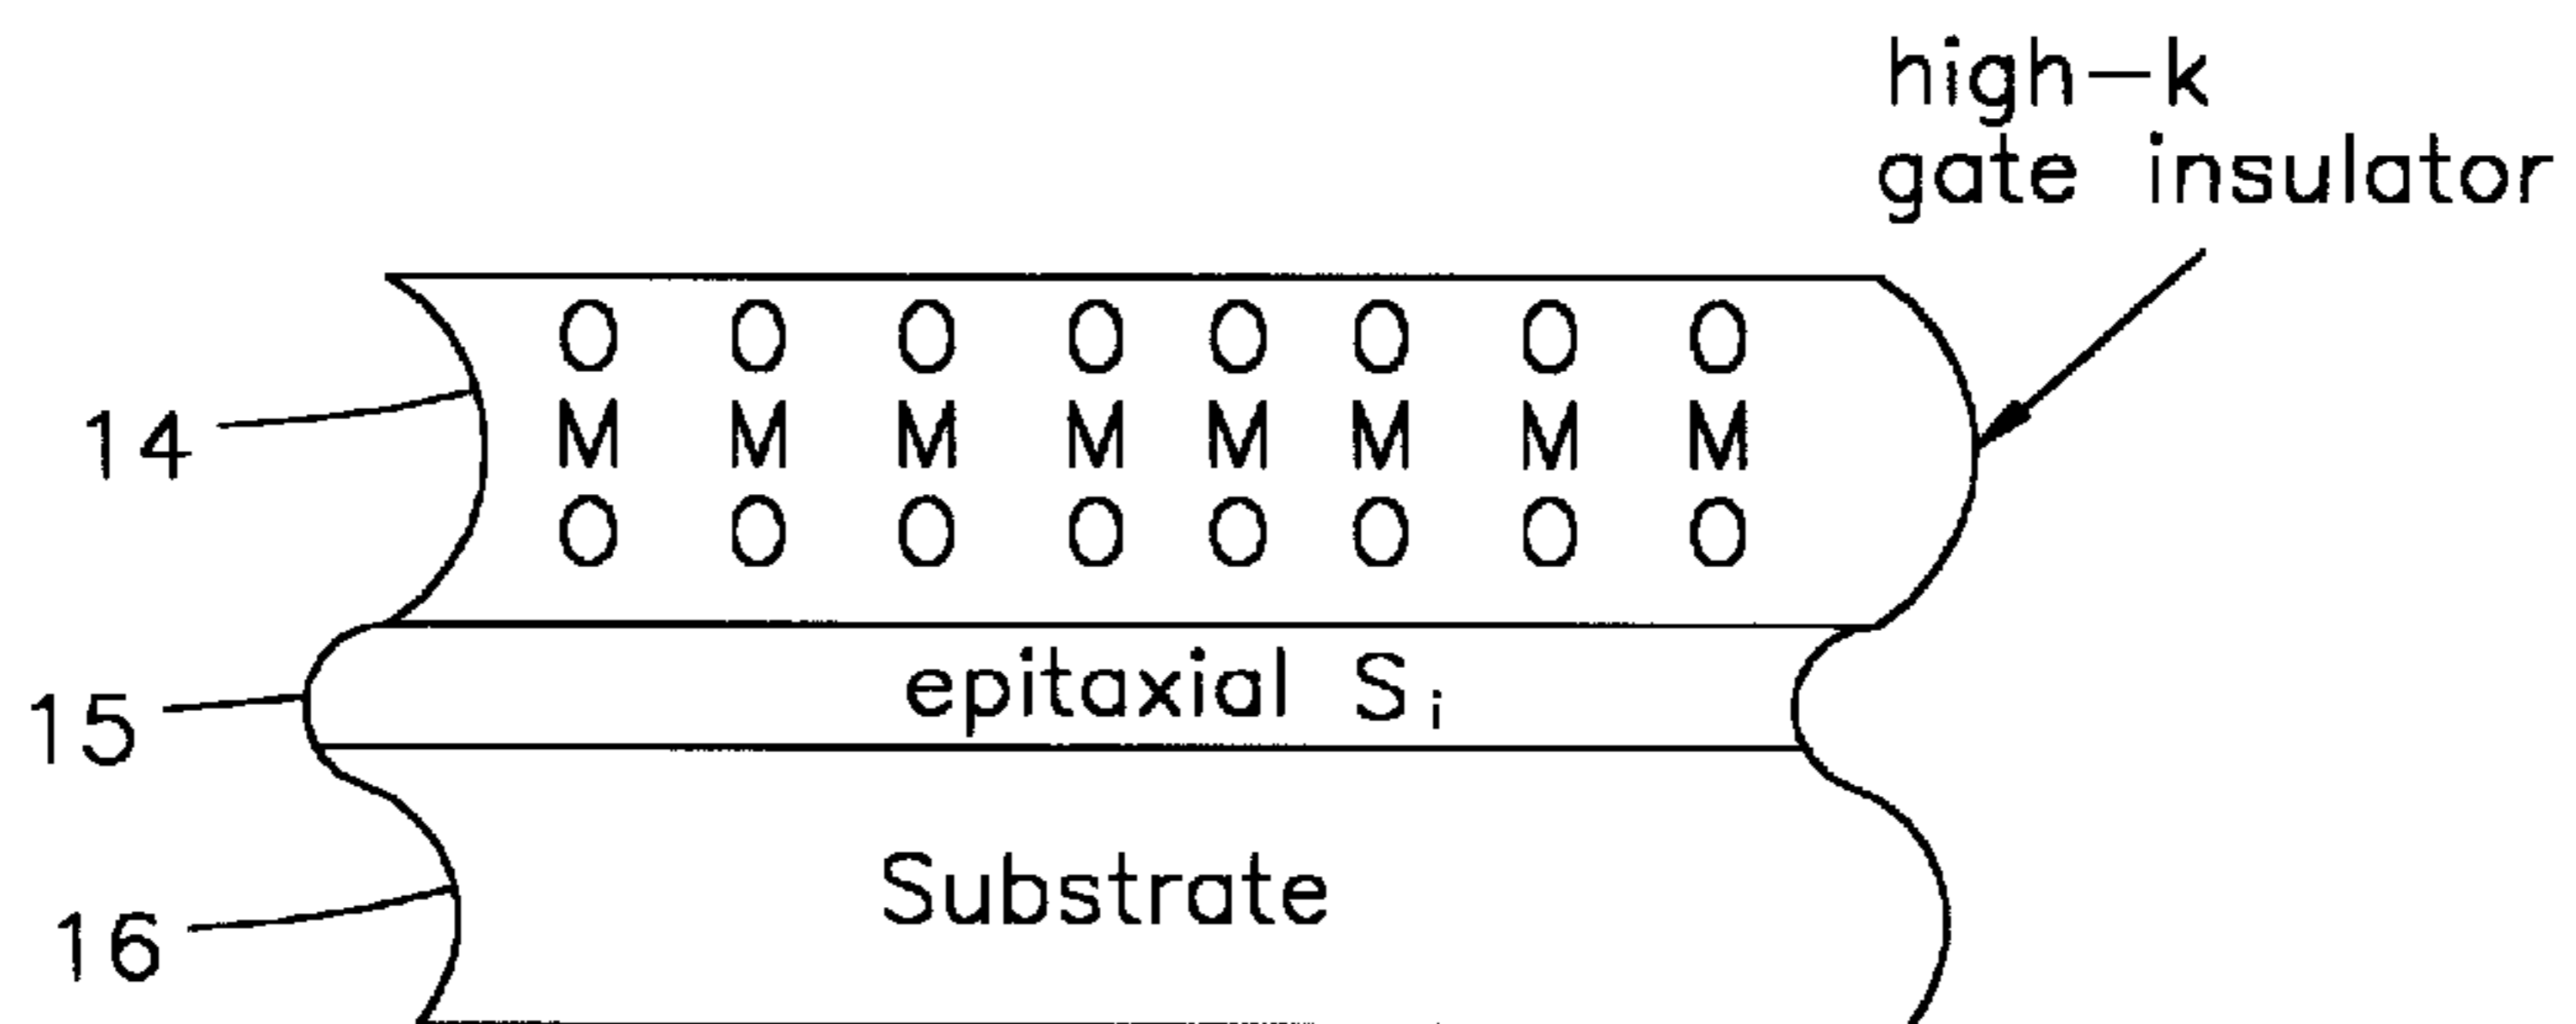 high-k
gate insulator
O O O O O O O O
14 M M M M M M M M
O O O O O O O O
15 epitaxial Si
16 Substrate